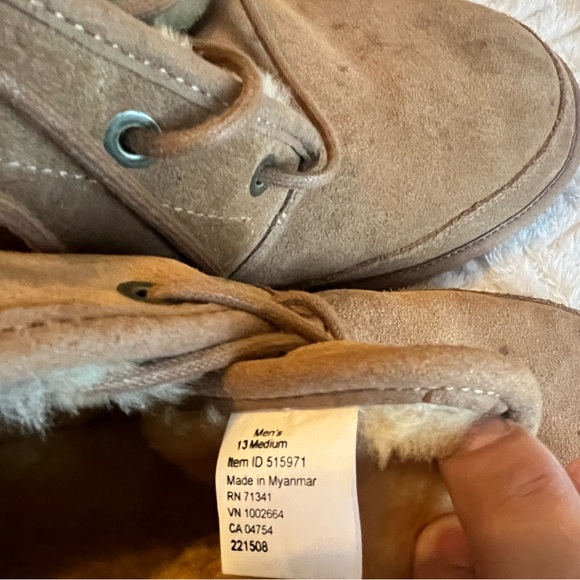 Men's
13 Medium
Item ID 515971
Made in Myanmar
RN 71341
VN 1002664
CA 04754
221508